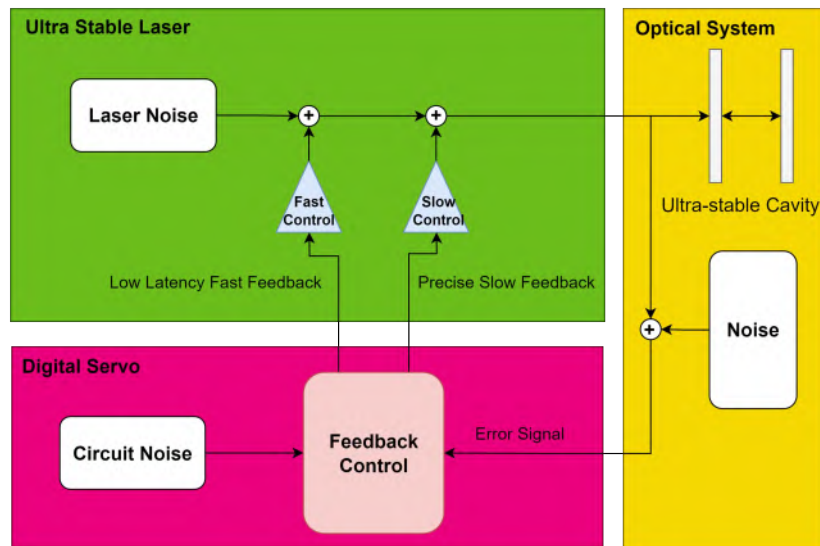 Ultra Stable Laser
Optical System
Laser Noise
Fast
Control
Slow
Control
Ultra-stable Cavity
Low Latency Fast Feedback
Precise Slow Feedback
Noise
Digital Servo
Circuit Noise
Feedback
Control
Error Signal